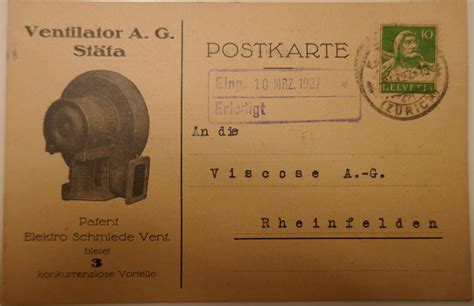 Ventilator A. G.
Stäfa
Patent
Elektro Schmiede Vent.
bietet
3
konkurrenzlose Vorteile
POSTKARTE
Eing. 10 MRZ. 1927
Erledigt
10
HELVETIA
(ZÜRICH)
An die
Viscose A.-G.
Rheinfelden